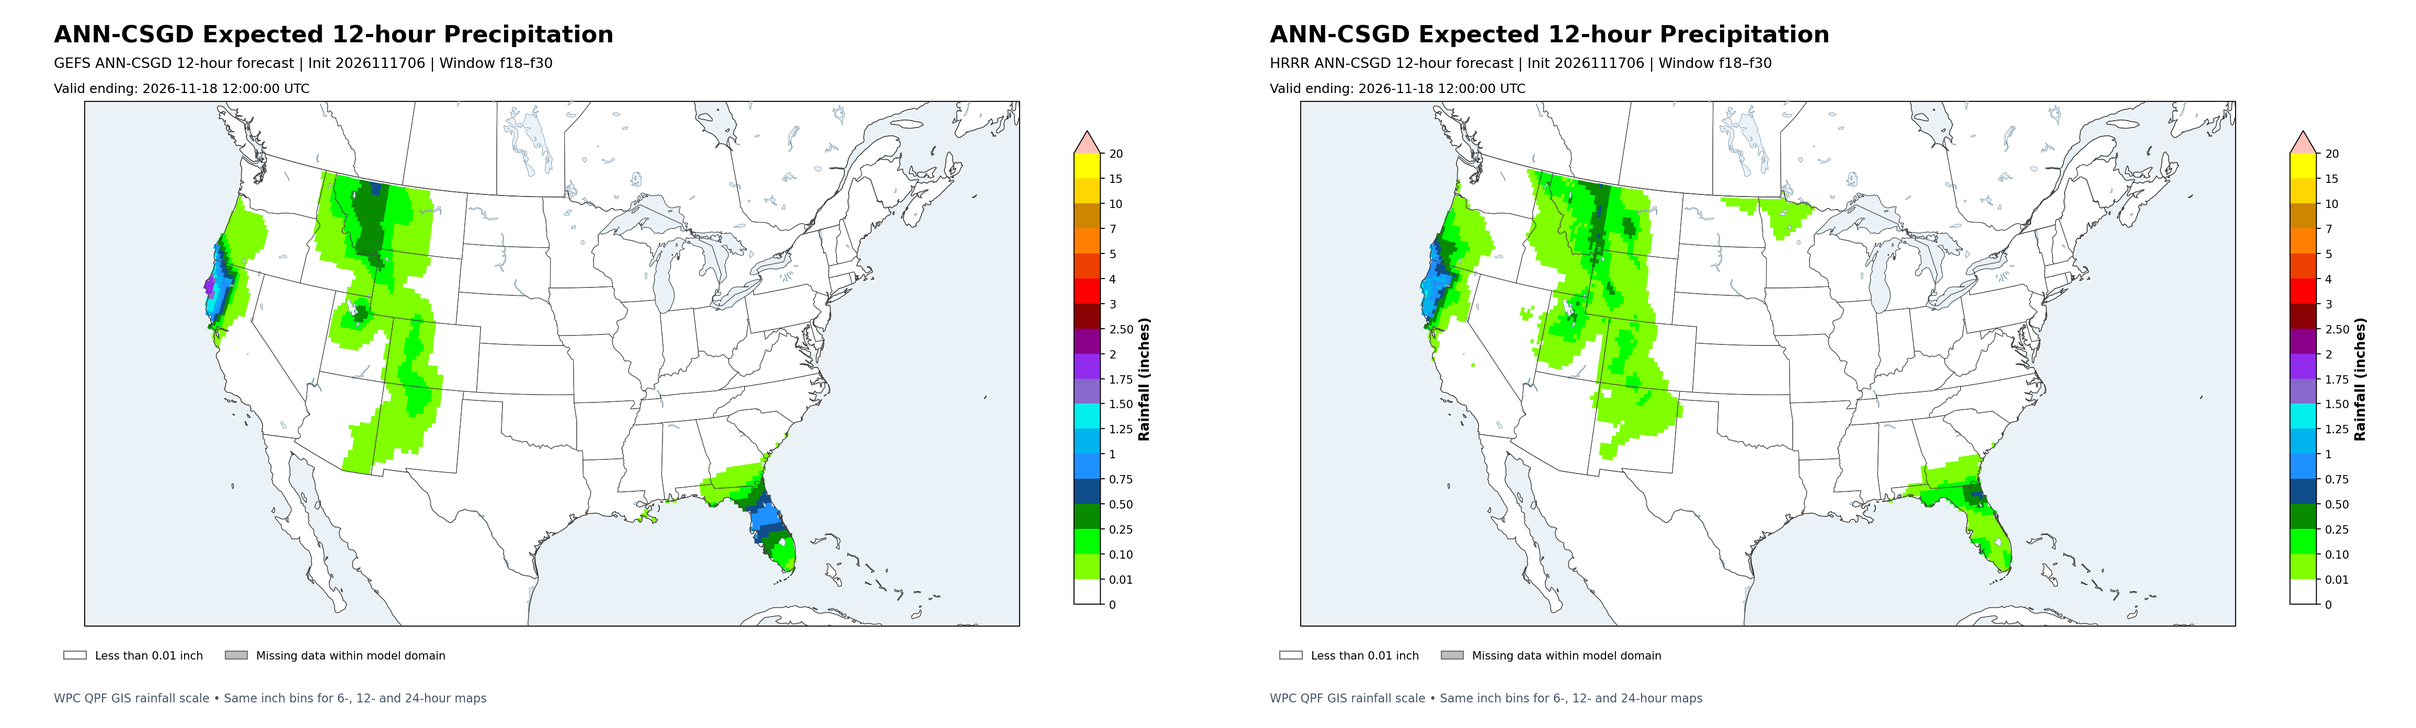 ANN-CSGD Expected 12-hour Precipitation
GEFS ANN-CSGD 12-hour forecast | Init 2026111706 | Window f18–f30
Valid ending: 2026-11-18 12:00:00 UTC
20
15
10
7
5
4
3
2.50
2
1.75
1.50
1.25
1
0.75
0.50
0.25
0.10
0.01
0
Rainfall (inches)
Less than 0.01 inch
Missing data within model domain
WPC QPF GIS rainfall scale • Same inch bins for 6-, 12- and 24-hour maps
ANN-CSGD Expected 12-hour Precipitation
HRRR ANN-CSGD 12-hour forecast | Init 2026111706 | Window f18–f30
Valid ending: 2026-11-18 12:00:00 UTC
20
15
10
7
5
4
3
2.50
2
1.75
1.50
1.25
1
0.75
0.50
0.25
0.10
0.01
0
Rainfall (inches)
Less than 0.01 inch
Missing data within model domain
WPC QPF GIS rainfall scale • Same inch bins for 6-, 12- and 24-hour maps